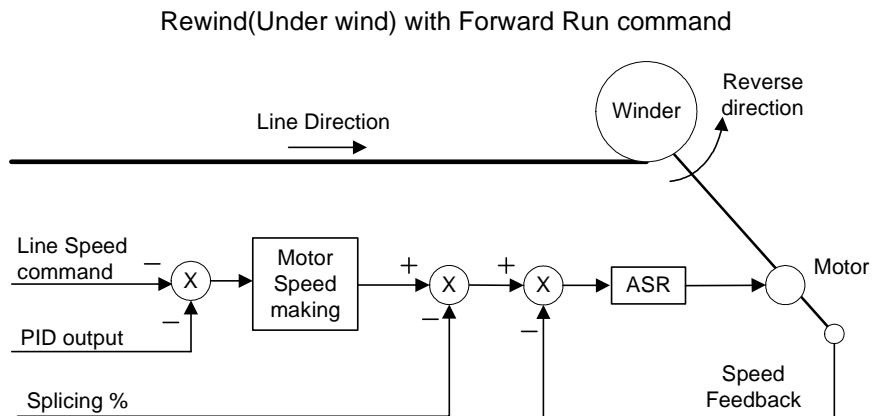 Rewind(Under wind) with Forward Run command
Reverse
direction
Winder
Line Direction
Line Speed
command
−
X
−
Motor
Speed
making
+
X
−
+
X
−
ASR
Motor
PID output
Splicing %
Speed
Feedback